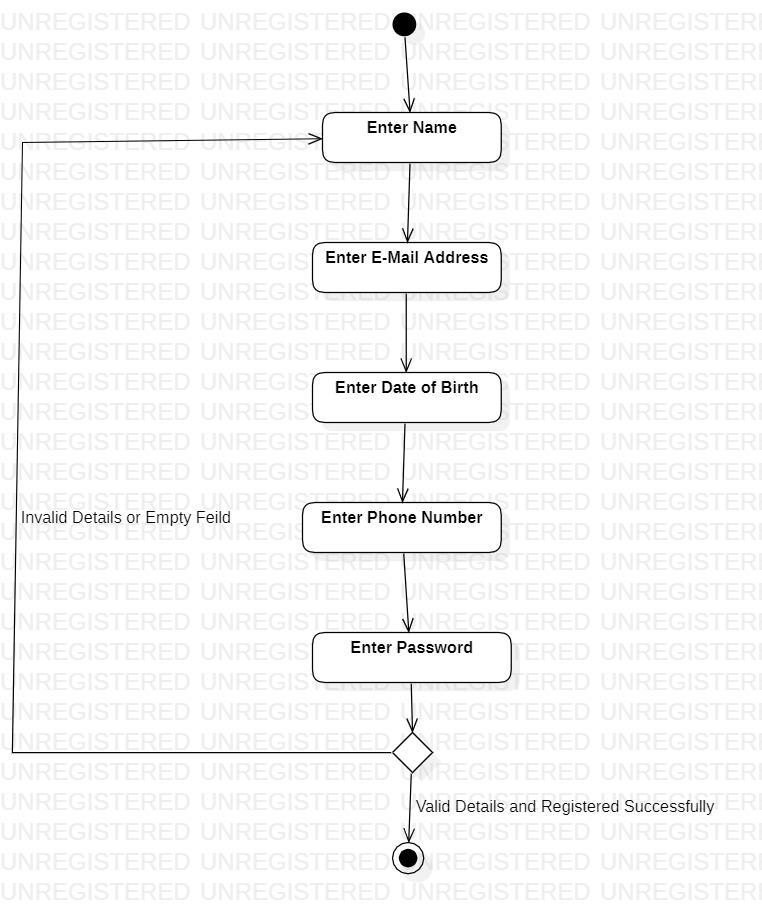 UNREGISTERED UNREGISTERED UNREGISTERED UNREGISTERI
Enter Name
Enter E-Mail Address
Enter Date of Birth
Invalid Details or Empty Feild
Enter Phone Number
Enter Password
Valid Details and Registered Successfully